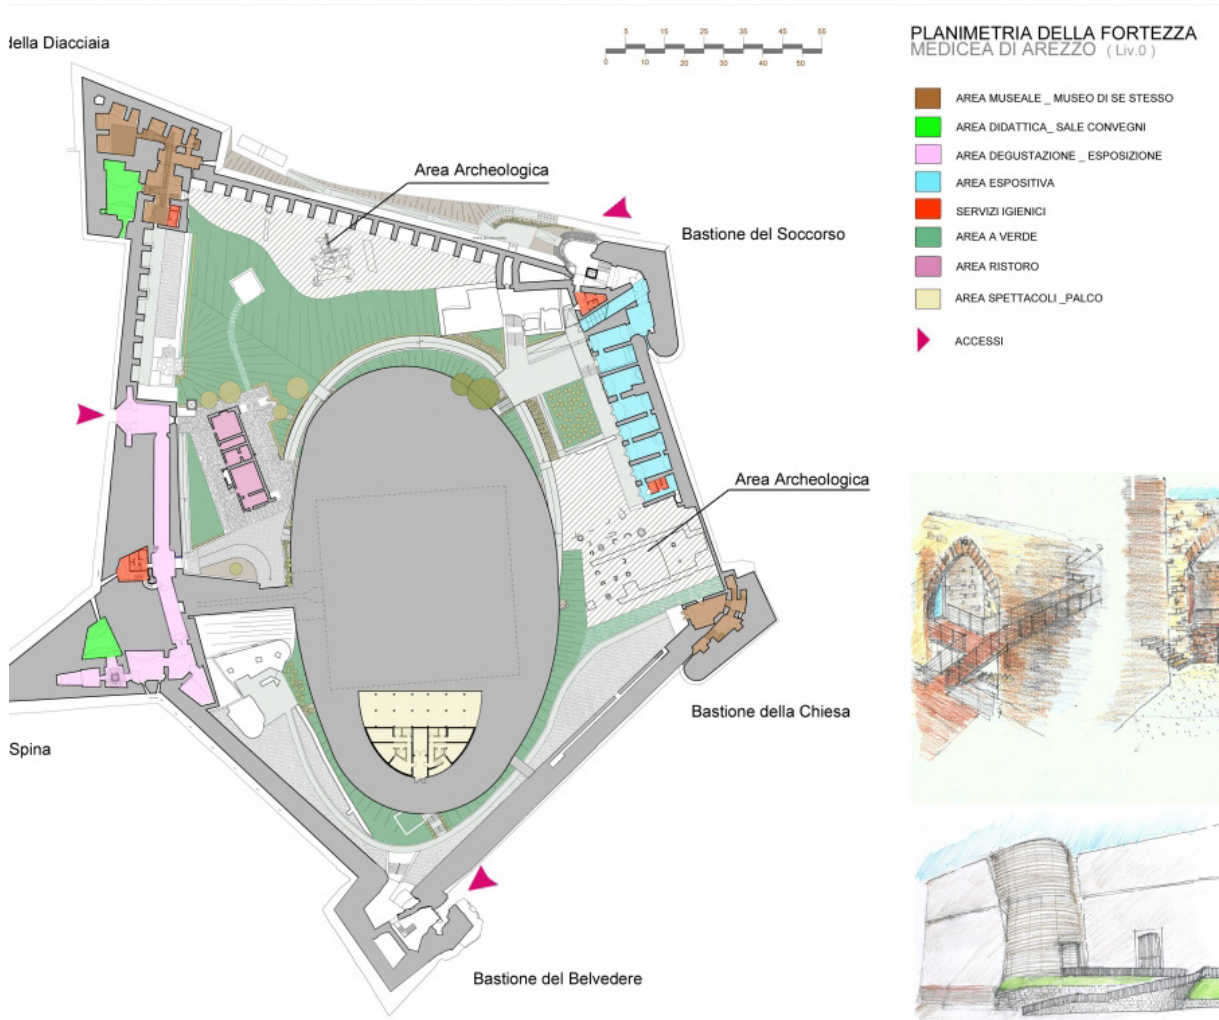 della Diacciaia
5 15 25 35 45 55
0 10 20 30 40 50
PLANIMETRIA DELLA FORTEZZA
MEDICEA DI AREZZO ( Liv.0 )
AREA MUSEALE _ MUSEO DI SE STESSO
AREA DIDATTICA_ SALE CONVEGNI
AREA DEGUSTAZIONE _ ESPOSIZIONE
AREA ESPOSITIVA
SERVIZI IGIENICI
AREA A VERDE
AREA RISTORO
AREA SPETTACOLI _PALCO
ACCESSI
Area Archeologica
Bastione del Soccorso
Area Archeologica
Bastione della Chiesa
Spina
Bastione del Belvedere